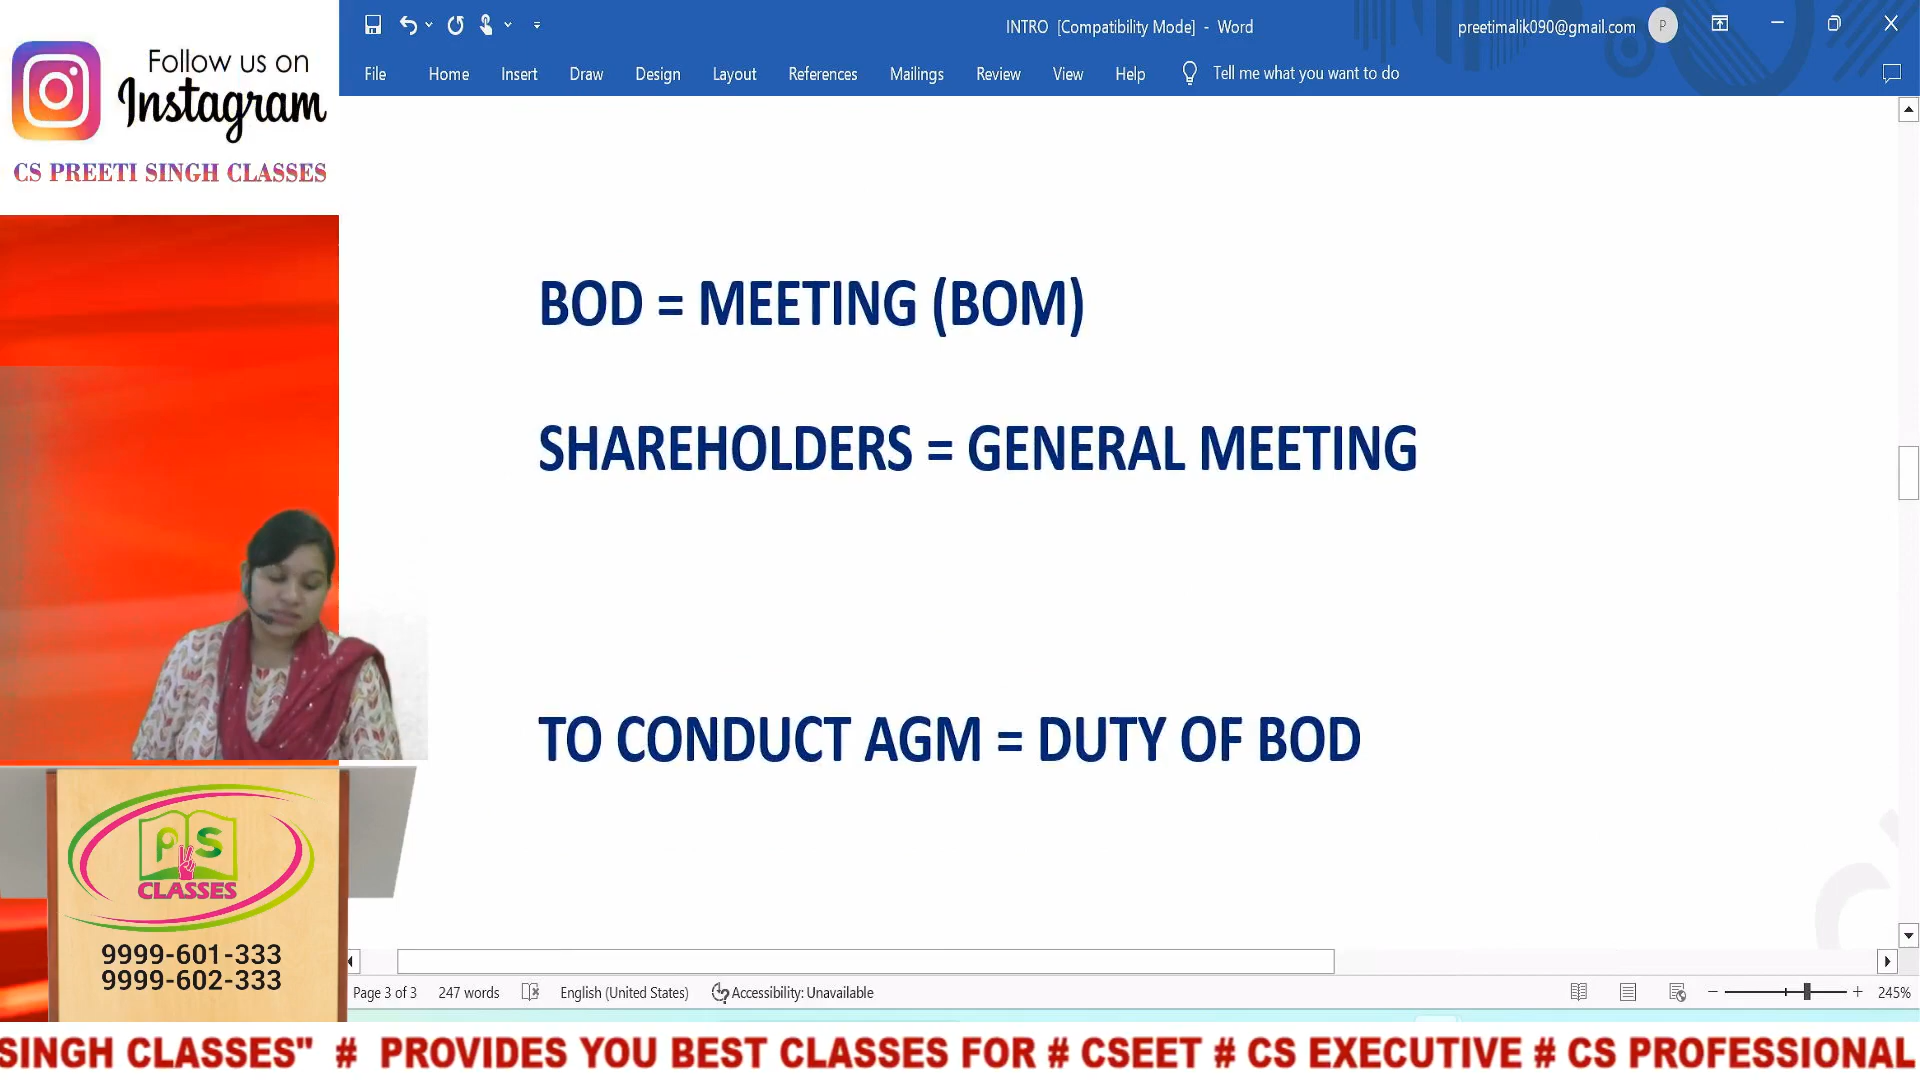 Follow us on
Instagram
CS PREETI SINGH CLASSES
INTRO [Compatibility Mode] - Word
preetimalik090@gmail.com
P
File Home Insert Draw Design Layout References Mailings Review View Help Tell me what you want to do
BOD = MEETING (BOM)
SHAREHOLDERS = GENERAL MEETING
TO CONDUCT AGM = DUTY OF BOD
PS
CLASSES
9999-601-333
9999-602-333
Page 3 of 3 247 words English (United States) Accessibility: Unavailable 245%
SINGH CLASSES" # PROVIDES YOU BEST CLASSES FOR # CSEET # CS EXECUTIVE # CS PROFESSIONAL